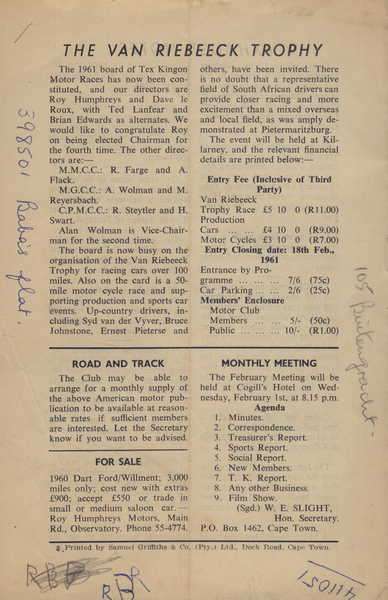 THE VAN RIEBEECK TROPHY
The 1961 board of Tex Kingon
Motor Races has now been con-
stituted, and our directors are
Roy Humphreys and Dave le
Roux, with Ted Lanfear and
Brian Edwards as alternates. We
would like to congratulate Roy
on being elected Chairman for
the fourth time. The other direc-
tors are:—
M.M.C.C.: R. Farge and A.
Flack.
M.G.C.C.: A. Wolman and M.
Reyersbach.
C.P.M.C.C.: R. Steytler and H.
Swart.
Alan Wolman is Vice-Chair-
man for the second time.
The board is now busy on the
organisation of the Van Riebeeck
Trophy for racing cars over 100
miles. Also on the card is a 50-
mile motor cycle race and sup-
porting production and sports car
events. Up-country drivers, in-
cluding Syd van der Vyver, Bruce
Johnstone, Ernest Pieterse and
others, have been invited. There
is no doubt that a representative
field of South African drivers can
provide closer racing and more
excitement than a mixed overseas
and local field, as was amply de-
monstrated at Pietermaritzburg.
The event will be held at Kil-
larney, and the relevant financial
details are printed below:—
Entry Fee (Inclusive of Third
Party)
Van Riebeeck
Trophy Race £5 10 0 (R11.00)
Production
Cars ... ... £4 10 0 (R9.00)
Motor Cycles £3 10 0 (R7.00)
Entry Closing date: 18th Feb.,
1961
Entrance by Pro-
gramme ... ... ... 7/6 (75c)
Car Parking ... ... 2/6 (25c)
Members' Enclosure
Motor Club
Members ... ... 5/- (50c)
Public ... ... 10/- (R1.00)
ROAD AND TRACK
The Club may be able to
arrange for a monthly supply of
the above American motor pub-
lication to be available at reason-
able rates if sufficient members
are interested. Let the Secretary
know if you want to be advised.
FOR SALE
1960 Dart Ford/Willment; 3,000
miles only; cost new with extras
£900; accept £550 or trade in
small or medium saloon car.—
Roy Humphreys Motors, Main
Rd., Observatory. Phone 55-4774.
MONTHLY MEETING
The February Meeting will be
held at Cogill's Hotel on Wed-
nesday, February 1st, at 8.15 p.m.
Agenda
1. Minutes.
2. Correspondence.
3. Treasurer's Report.
4. Sports Report.
5. Social Report.
6. New Members.
7. T. K. Report.
8. Any other Business.
9. Film Show.
(Sgd.) W. E. SLIGHT,
Hon. Secretary.
P.O. Box 1462, Cape Town.
Printed by Samuel Griffiths & Co. (Pty.) Ltd., Dock Road, Cape Town.
398501 Baba's flat.
105 Buitengracht
411051
RB